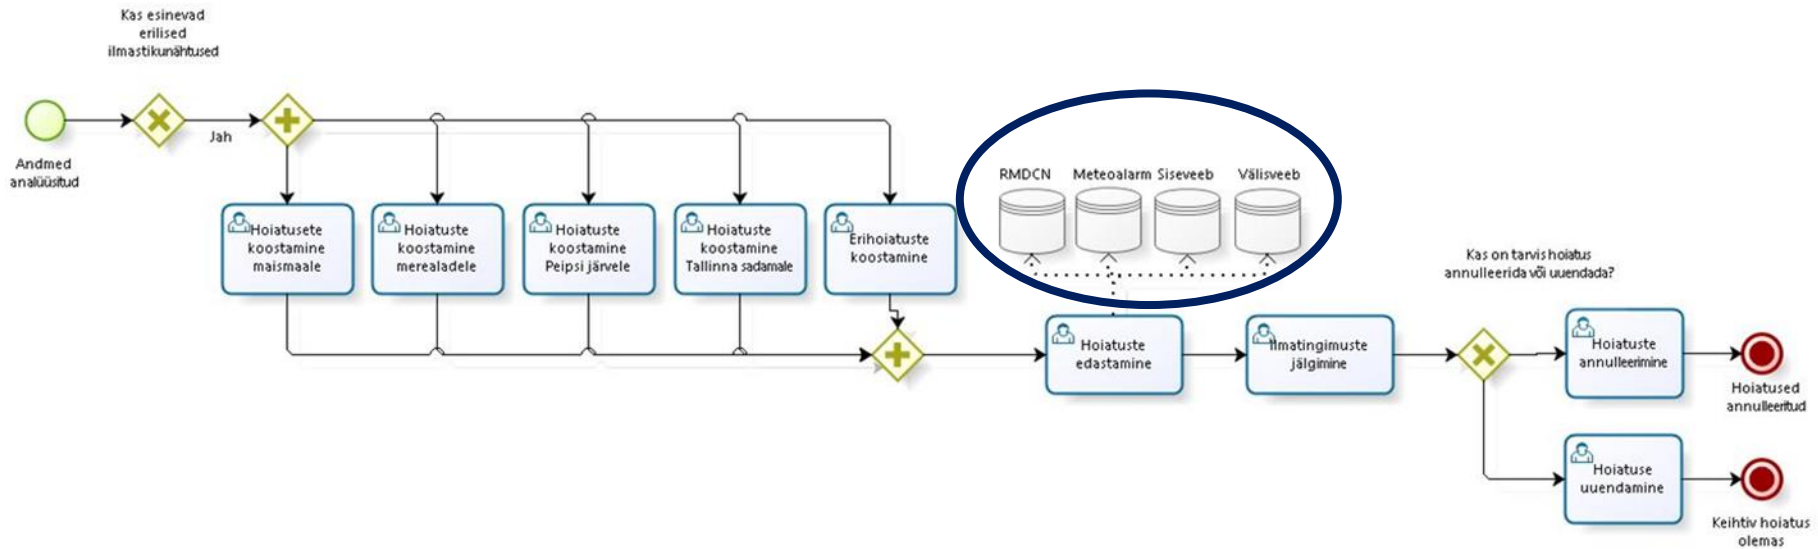 Kas esinevad
erilised
ilmastikunähtused
Jah
Andmed
analüüsitud
Hoiatusete
koostamine
maismaale
Hoiatuste
koostamine
merealadele
Hoiatuste
koostamine
Peipsi järvele
Hoiatuste
koostamine
Tallinna sadamale
Erihoiatuste
koostamine
RMDCN
Meteoalarm
Siseveeb
Välisveeb
Hoiatuste
edastamine
Ilmatingimuste
jälgimine
Kas on tarvis hoiatus
annulleerida või uuendada?
Hoiatuste
annulleerimine
Hoiatused
annulleeritud
Hoiatuse
uuendamine
Keihtiv hoiatus
olemas